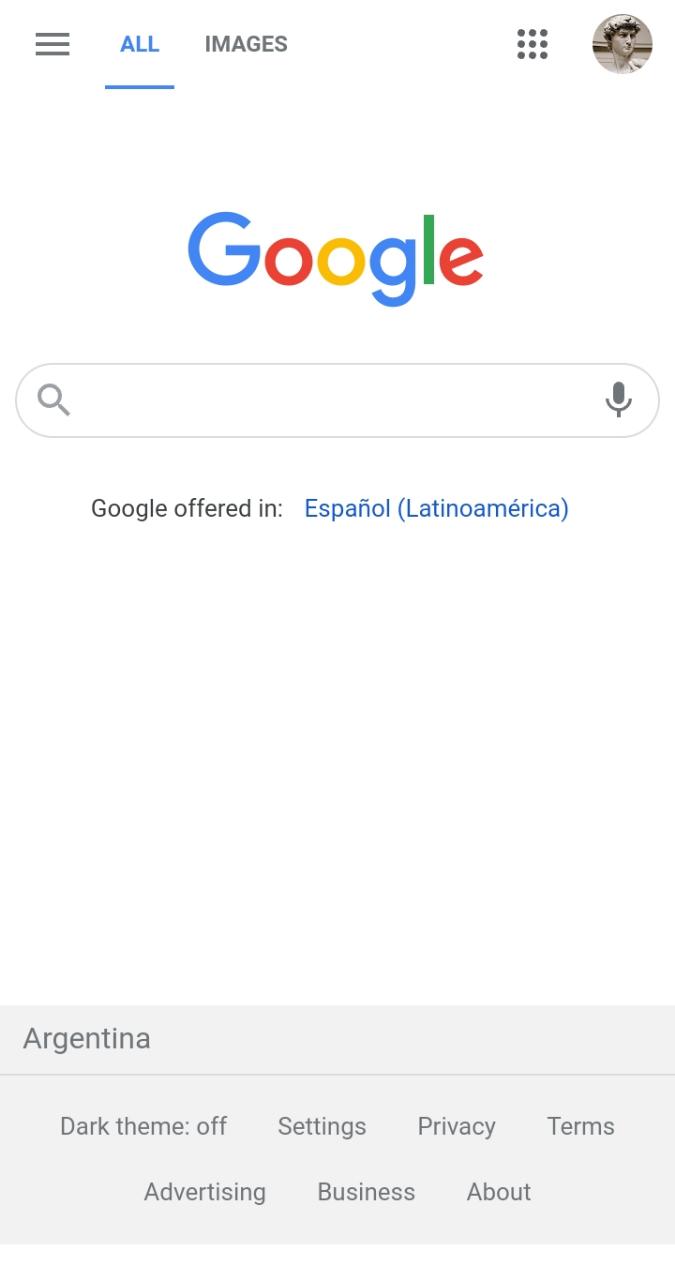 ALL IMAGES
Google
Google offered in: Español (Latinoamérica)
Argentina
Dark theme: off Settings Privacy Terms
Advertising Business About